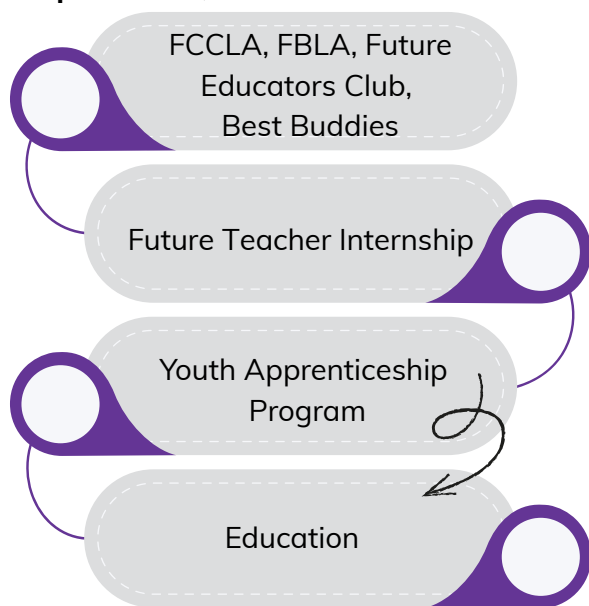 FCCLA, FBLA, Future
Educators Club,
Best Buddies
Future Teacher Internship
Youth Apprenticeship
Program
Education